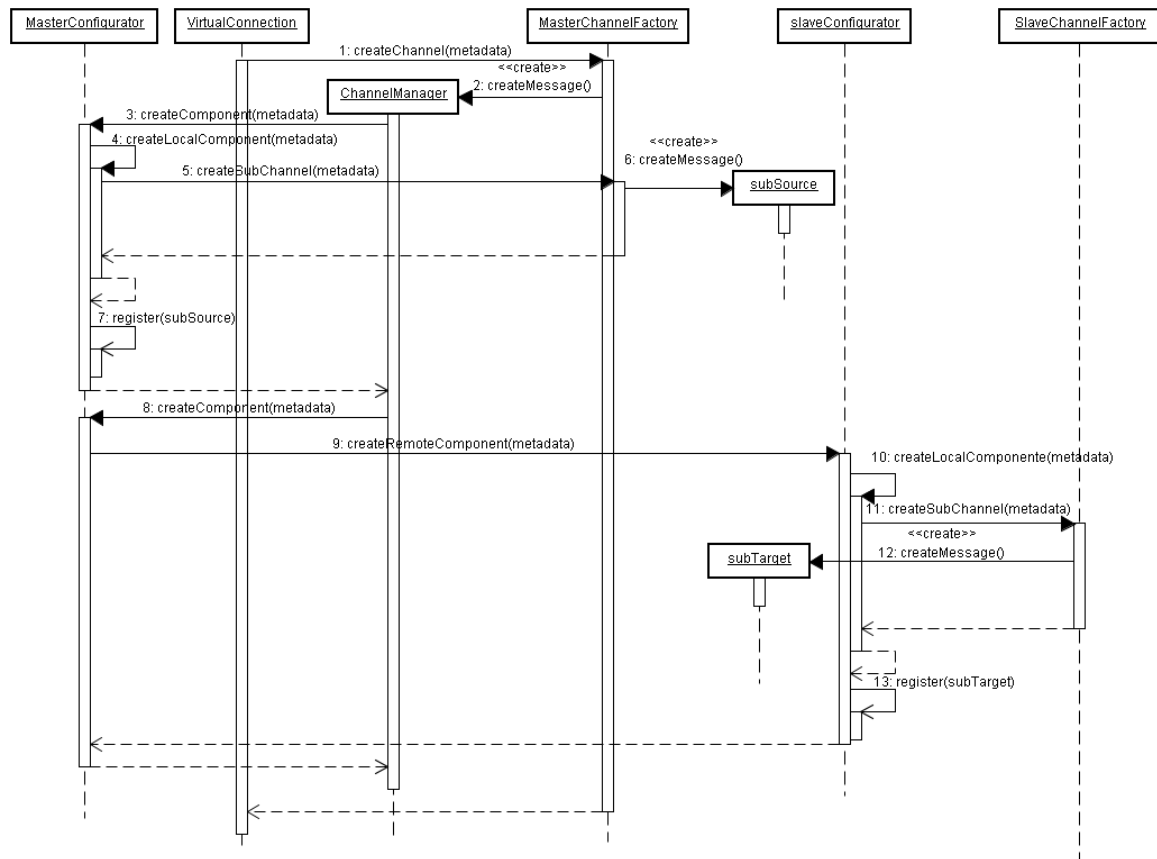 MasterConfigurator
VirtualConnection
MasterChannelFactory
slaveConfigurator
SlaveChannelFactory
1: createChannel(metadata)
<<create>>
2: createMessage()
ChannelManager
3: createComponent(metadata)
4: createLocalComponent(metadata)
<<create>>
6: createMessage()
5: createSubChannel(metadata)
subSource
7: register(subSource)
8: createComponent(metadata)
9: createRemoteComponent(metadata)
10: createLocalComponente(metadata)
11: createSubChannel(metadata)
<<create>>
12: createMessage()
subTarget
13: register(subTarget)